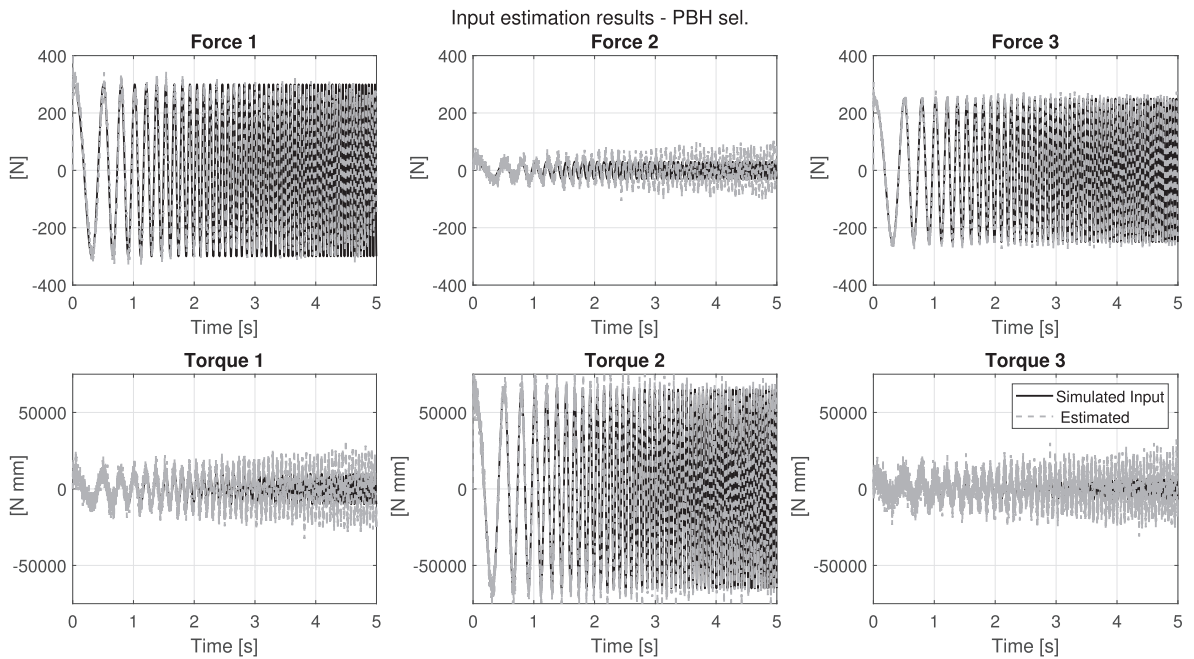 Input estimation results - PBH sel.
Force 1
400
200
0
-200
-400
[N]
0 1 2 3 4 5
Time [s]
Force 2
400
200
0
-200
-400
[N]
0 1 2 3 4 5
Time [s]
Force 3
400
200
0
-200
-400
[N]
0 1 2 3 4 5
Time [s]
Torque 1
50000
0
-50000
[N mm]
0 1 2 3 4 5
Time [s]
Torque 2
50000
0
-50000
[N mm]
0 1 2 3 4 5
Time [s]
Torque 3
Simulated Input
Estimated
50000
0
-50000
[N mm]
0 1 2 3 4 5
Time [s]